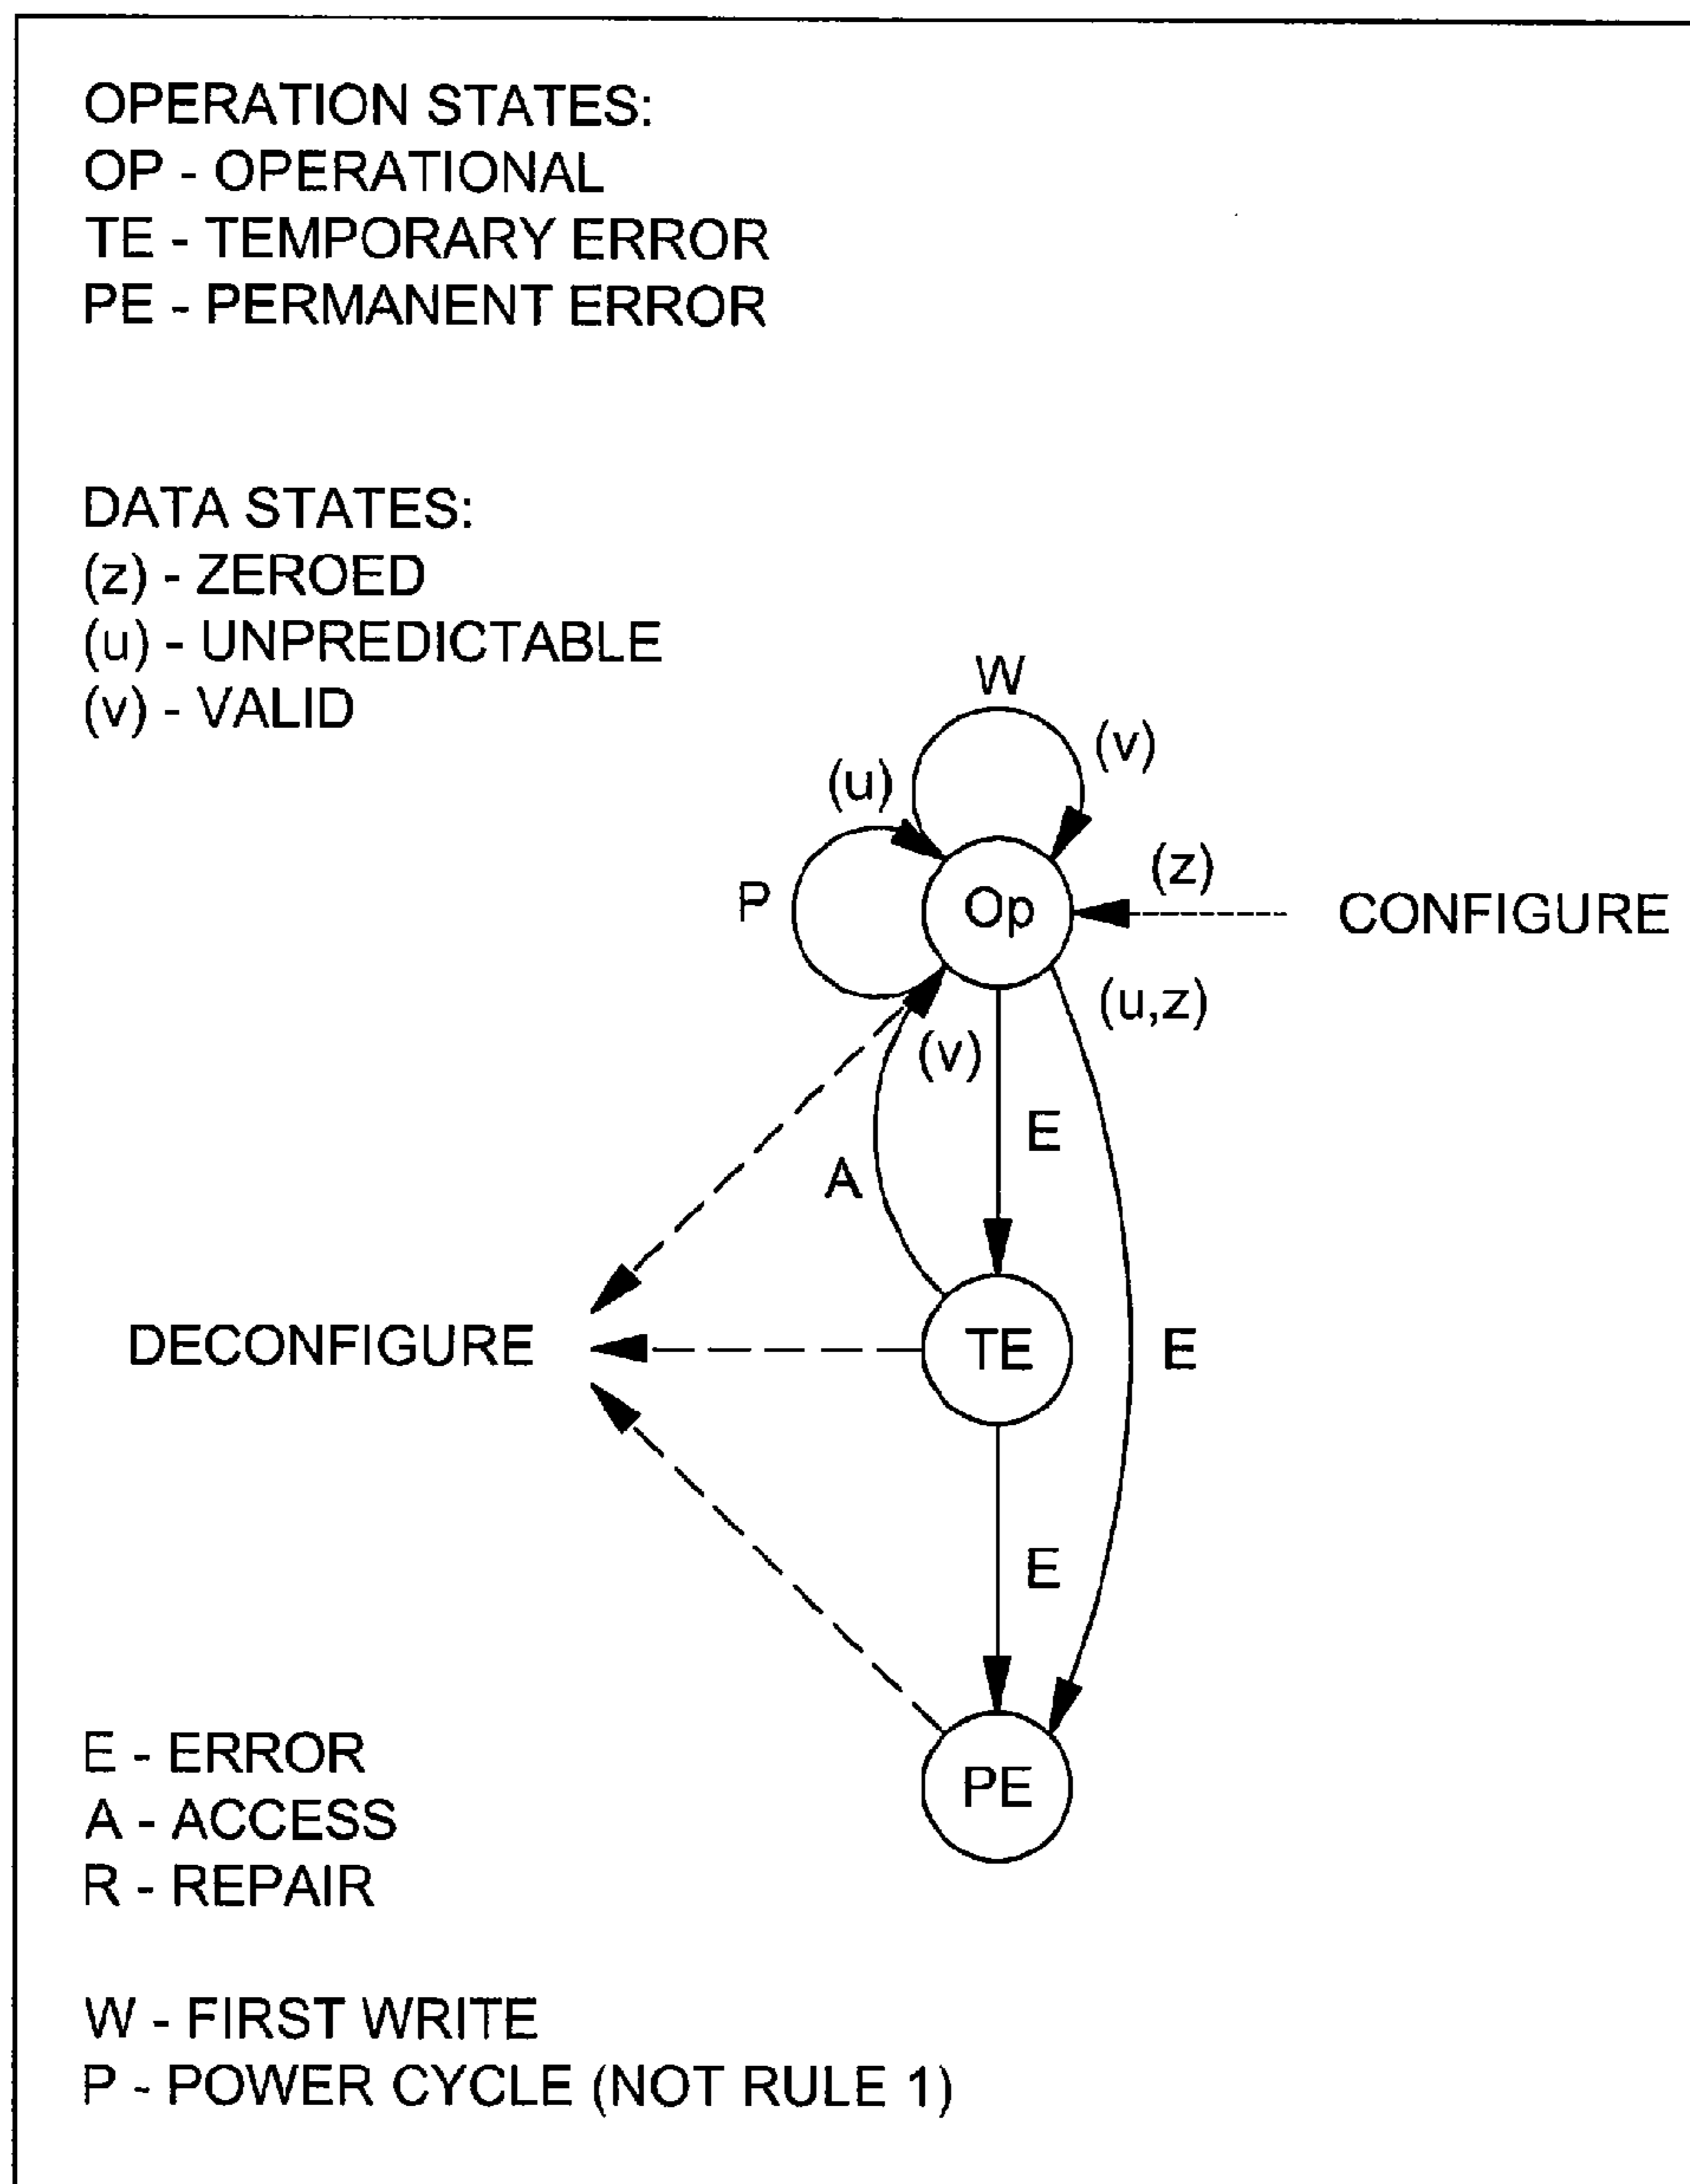 OPERATION STATES:
OP - OPERATIONAL
TE - TEMPORARY ERROR
PE - PERMANENT ERROR
DATA STATES:
(z) - ZEROED
(u) - UNPREDICTABLE
(v) - VALID
W
(v)
(u)
(z)
P
Op
CONFIGURE
(u,z)
(v)
E
A
DECONFIGURE
TE
E
E
PE
E - ERROR
A - ACCESS
R - REPAIR
W - FIRST WRITE
P - POWER CYCLE (NOT RULE 1)